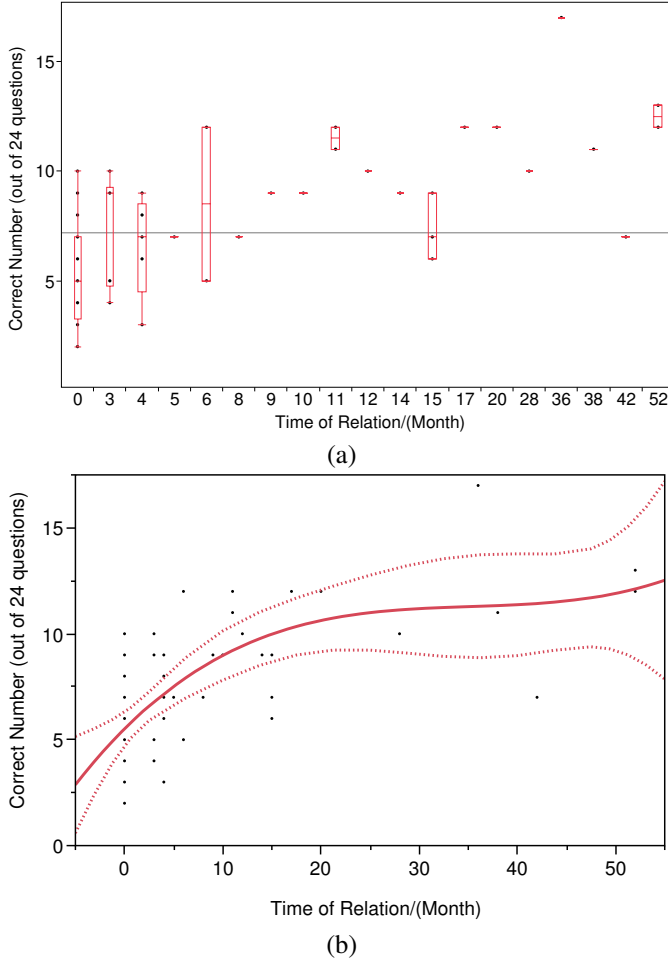 15
10
5
Correct Number (out of 24 questions)
0 3 4 5 6 8 9 10 11 12 14 15 17 20 28 36 38 42 52
Time of Relation/(Month)
(a)
15
10
5
0
Correct Number (out of 24 questions)
0 10 20 30 40 50
Time of Relation/(Month)
(b)